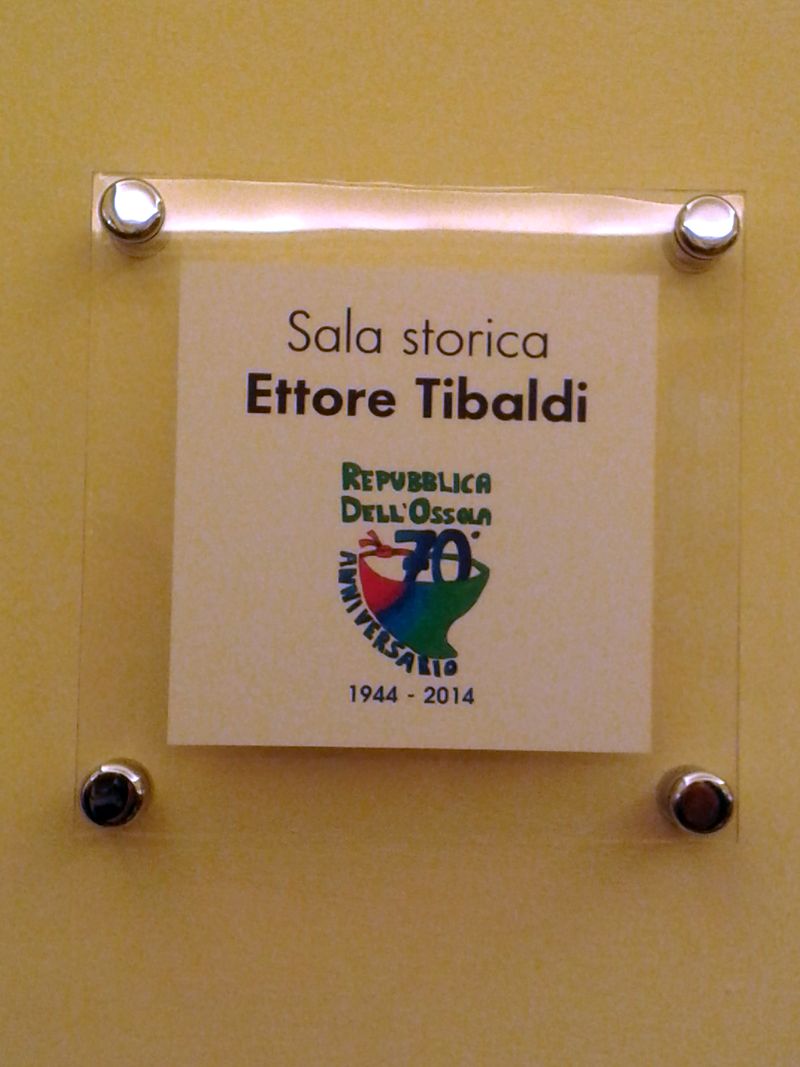 Sala storica
Ettore Tibaldi
REPUBBLICA
DELL'OSSOLA
70°
ANNIVERSARIO
1944 - 2014